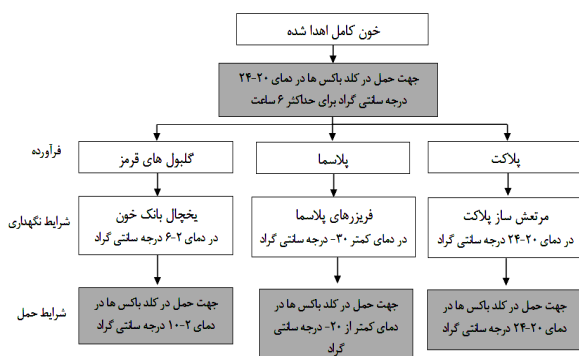 خون کامل اهدا شده
جهت حمل در کلد باکس ها در دمای ۲۰-۲۴
درجه سانتی گراد برای حداکثر ۶ ساعت
فرآورده
گلبول های قرمز
پلاسما
پلاکت
شرایط نگهداری
یخچال بانک خون
در دمای ۲-۶ درجه سانتی گراد
فریزرهای پلاسما
در دمای کمتر ۳۰- درجه سانتی گراد
مرتعش ساز پلاکت
در دمای ۲۰-۲۴ درجه سانتی گراد
شرایط حمل
جهت حمل در کلد باکس ها در
دمای ۲-۱۰ درجه سانتی گراد
جهت حمل در کلد باکس ها در
دمای کمتر از ۲۰- درجه سانتی
گراد
جهت حمل در کلد باکس ها در
دمای ۲۰-۲۴ درجه سانتی گراد